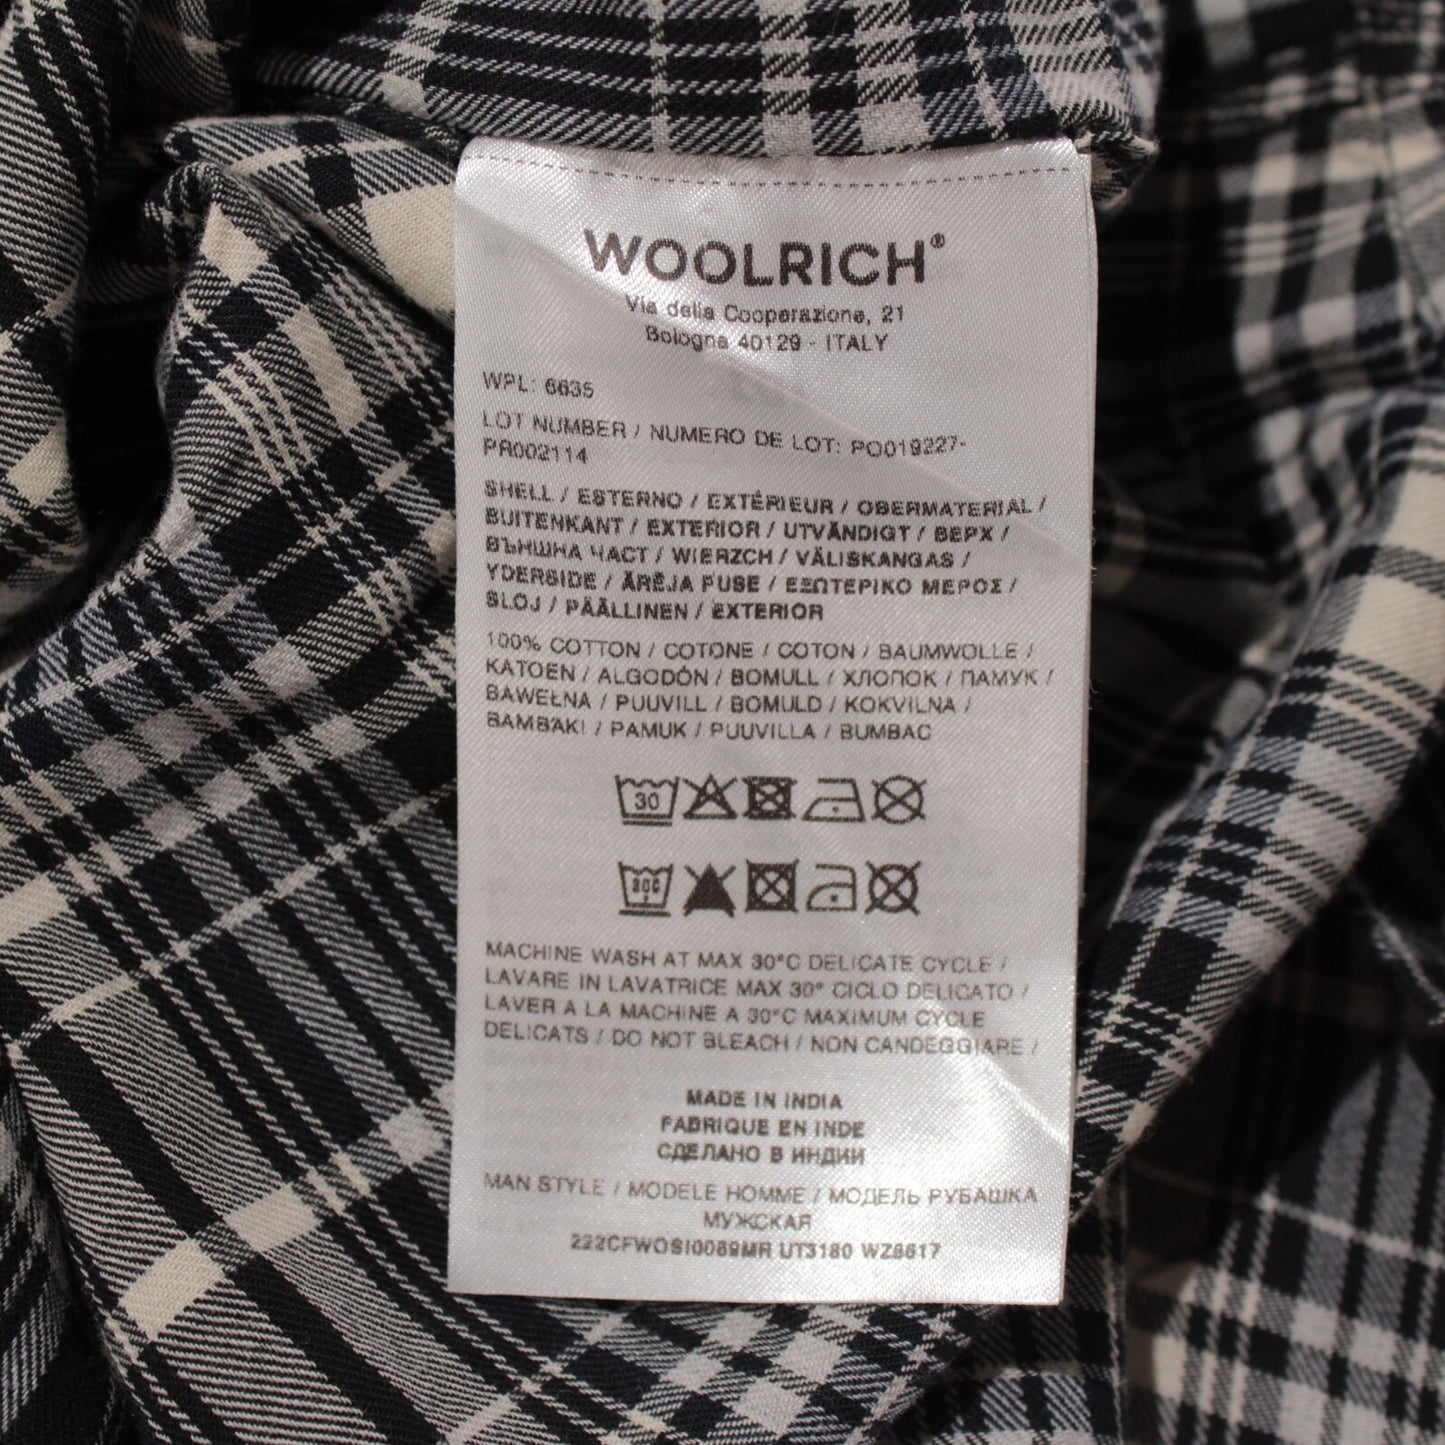 WOOLRICH®
Via della Cooperazione, 21
Bologna 40129 - ITALY
WPL: 6635
LOT NUMBER / NUMERO DE LOT: PO019227-
PR002114
SHELL / ESTERNO / EXTÉRIEUR / OBERMATERIAL /
BUITENKANT / EXTERIOR / UTVÄNDIGT / ВЕРХ /
ВЪНШНА ЧАСТ / WIERZCH / VÄLISKANGAS /
YDERSIDE / ĀRĒJA PUSE / ΕΞΩΤΕΡΙΚΟ ΜΕΡΟΣ /
SLOJ / PÄÄLLINEN / EXTERIOR
100% COTTON / COTONE / COTON / BAUMWOLLE /
KATOEN / ALGODÓN / BOMULL / ХЛОПОК / ПАМУК /
BAWEŁNA / PUUVILL / BOMULD / KOKVILNA /
ΒΑΜΒΑΚΙ / PAMUK / PUUVILLA / BUMBAC
30
30C
MACHINE WASH AT MAX 30°C DELICATE CYCLE /
LAVARE IN LAVATRICE MAX 30° CICLO DELICATO /
LAVER A LA MACHINE A 30°C MAXIMUM CYCLE
DELICATS / DO NOT BLEACH / NON CANDEGGIARE /
MADE IN INDIA
FABRIQUE EN INDE
СДЕЛАНО В ИНДИИ
MAN STYLE / MODELE HOMME / МОДЕЛЬ РУБАШКА
МУЖСКАЯ
222CFWOSI0089MR UT3180 WZ8617